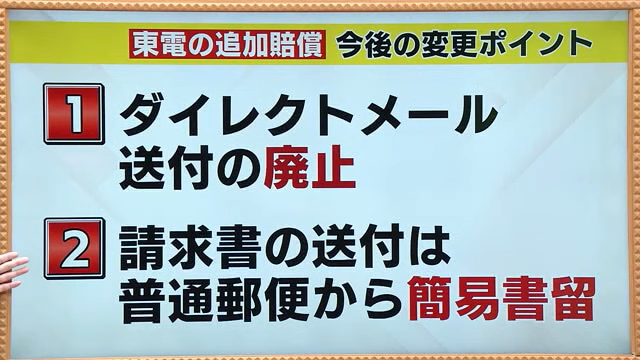 東電の追加賠償 今後の変更ポイント
1 ダイレクトメール
送付の廃止
2 請求書の送付は
普通郵便から簡易書留